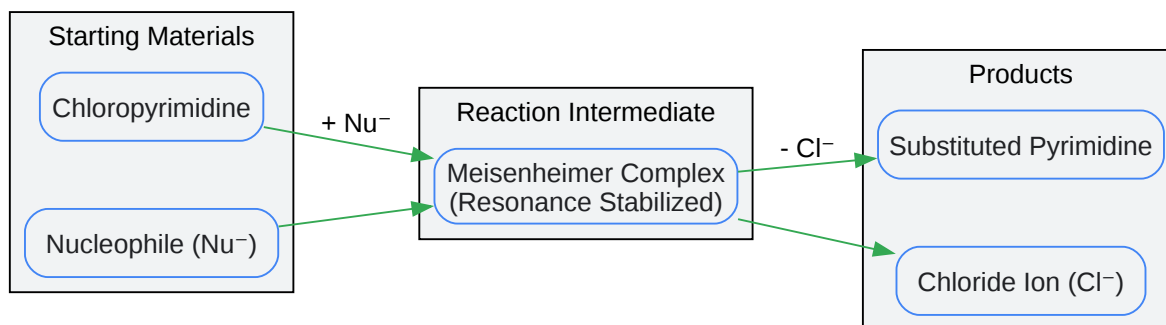 Starting Materials
Chloropyrimidine
Nucleophile (Nu⁻)
+ Nu⁻
Reaction Intermediate
Meisenheimer Complex
(Resonance Stabilized)
- Cl⁻
Products
Substituted Pyrimidine
Chloride Ion (Cl⁻)